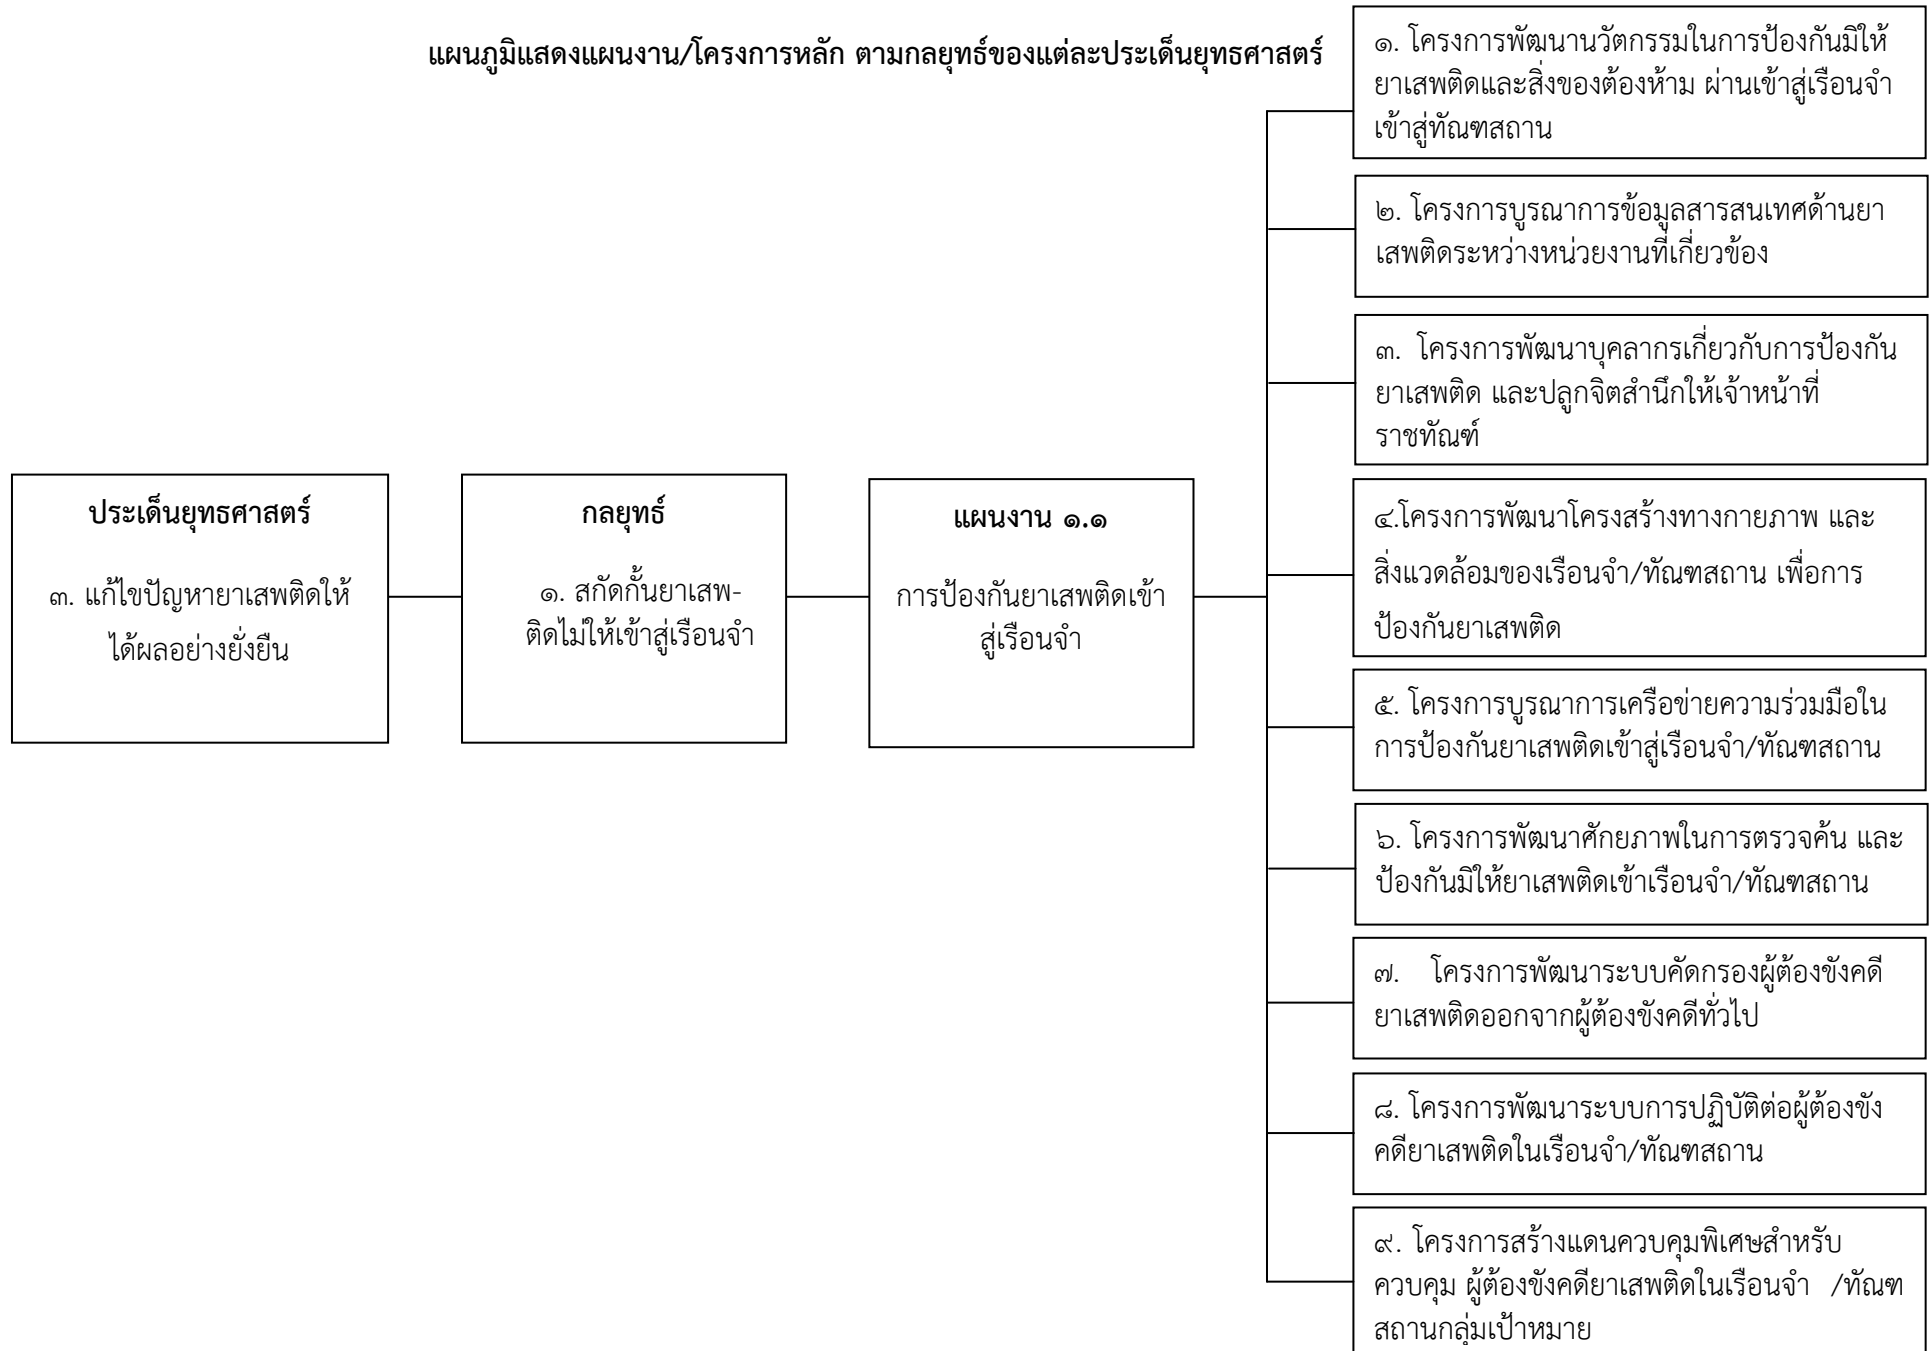 แผนภูมิแสดงแผนงาน/โครงการหลัก ตามกลยุทธ์ของแต่ละประเด็นยุทธศาสตร์
ประเด็นยุทธศาสตร์
๓. แก้ไขปัญหายาเสพติดให้
ได้ผลอย่างยั่งยืน
กลยุทธ์
๑. สกัดกั้นยาเสพ-
ติดไม่ให้เข้าสู่เรือนจำ
แผนงาน ๑.๑
การป้องกันยาเสพติดเข้า
สู่เรือนจำ
๑. โครงการพัฒนานวัตกรรมในการป้องกันมิให้
ยาเสพติดและสิ่งของต้องห้าม ผ่านเข้าสู่เรือนจำ
เข้าสู่ทัณฑสถาน
๒. โครงการบูรณาการข้อมูลสารสนเทศด้านยา
เสพติดระหว่างหน่วยงานที่เกี่ยวข้อง
๓. โครงการพัฒนาบุคลากรเกี่ยวกับการป้องกัน
ยาเสพติด และปลูกจิตสำนึกให้เจ้าหน้าที่
ราชทัณฑ์
๔.โครงการพัฒนาโครงสร้างทางกายภาพ และ
สิ่งแวดล้อมของเรือนจำ/ทัณฑสถาน เพื่อการ
ป้องกันยาเสพติด
๕. โครงการบูรณาการเครือข่ายความร่วมมือใน
การป้องกันยาเสพติดเข้าสู่เรือนจำ/ทัณฑสถาน
๖. โครงการพัฒนาศักยภาพในการตรวจค้น และ
ป้องกันมิให้ยาเสพติดเข้าเรือนจำ/ทัณฑสถาน
๗. โครงการพัฒนาระบบคัดกรองผู้ต้องขังคดี
ยาเสพติดออกจากผู้ต้องขังคดีทั่วไป
๘. โครงการพัฒนาระบบการปฏิบัติต่อผู้ต้องขัง
คดียาเสพติดในเรือนจำ/ทัณฑสถาน
๙. โครงการสร้างแดนควบคุมพิเศษสำหรับ
ควบคุม ผู้ต้องขังคดียาเสพติดในเรือนจำ /ทัณฑ
สถานกลุ่มเป้าหมาย